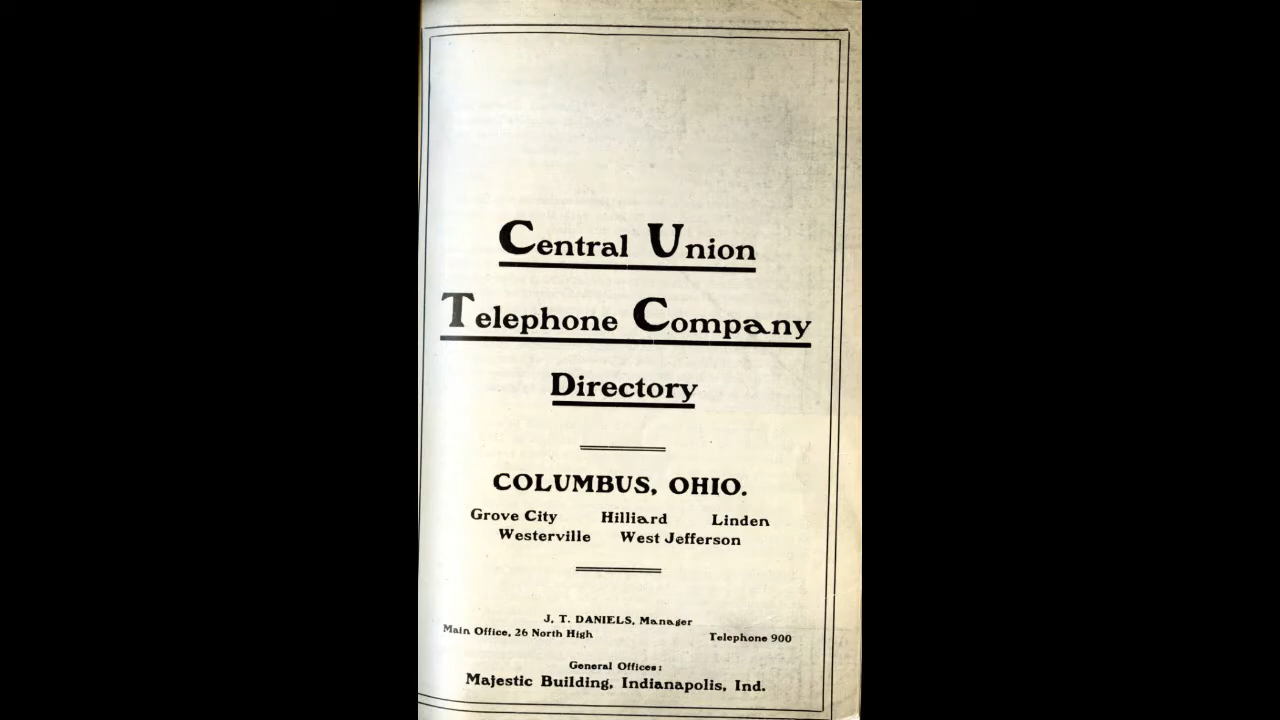 Central Union
Telephone Company
Directory
COLUMBUS, OHIO.
Grove City Hilliard Linden
Westerville West Jefferson
J. T. DANIELS, Manager
Main Office, 26 North High Telephone 900
General Offices:
Majestic Building, Indianapolis, Ind.